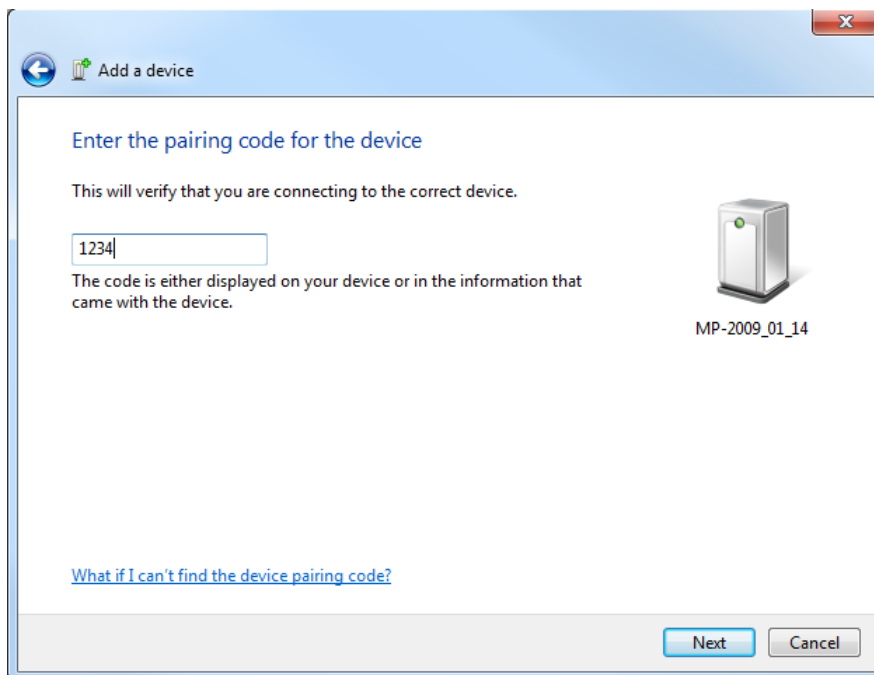 Add a device
Enter the pairing code for the device
This will verify that you are connecting to the correct device.
1234
The code is either displayed on your device or in the information that
came with the device.
MP-2009_01_14
What if I can't find the device pairing code?
Next
Cancel